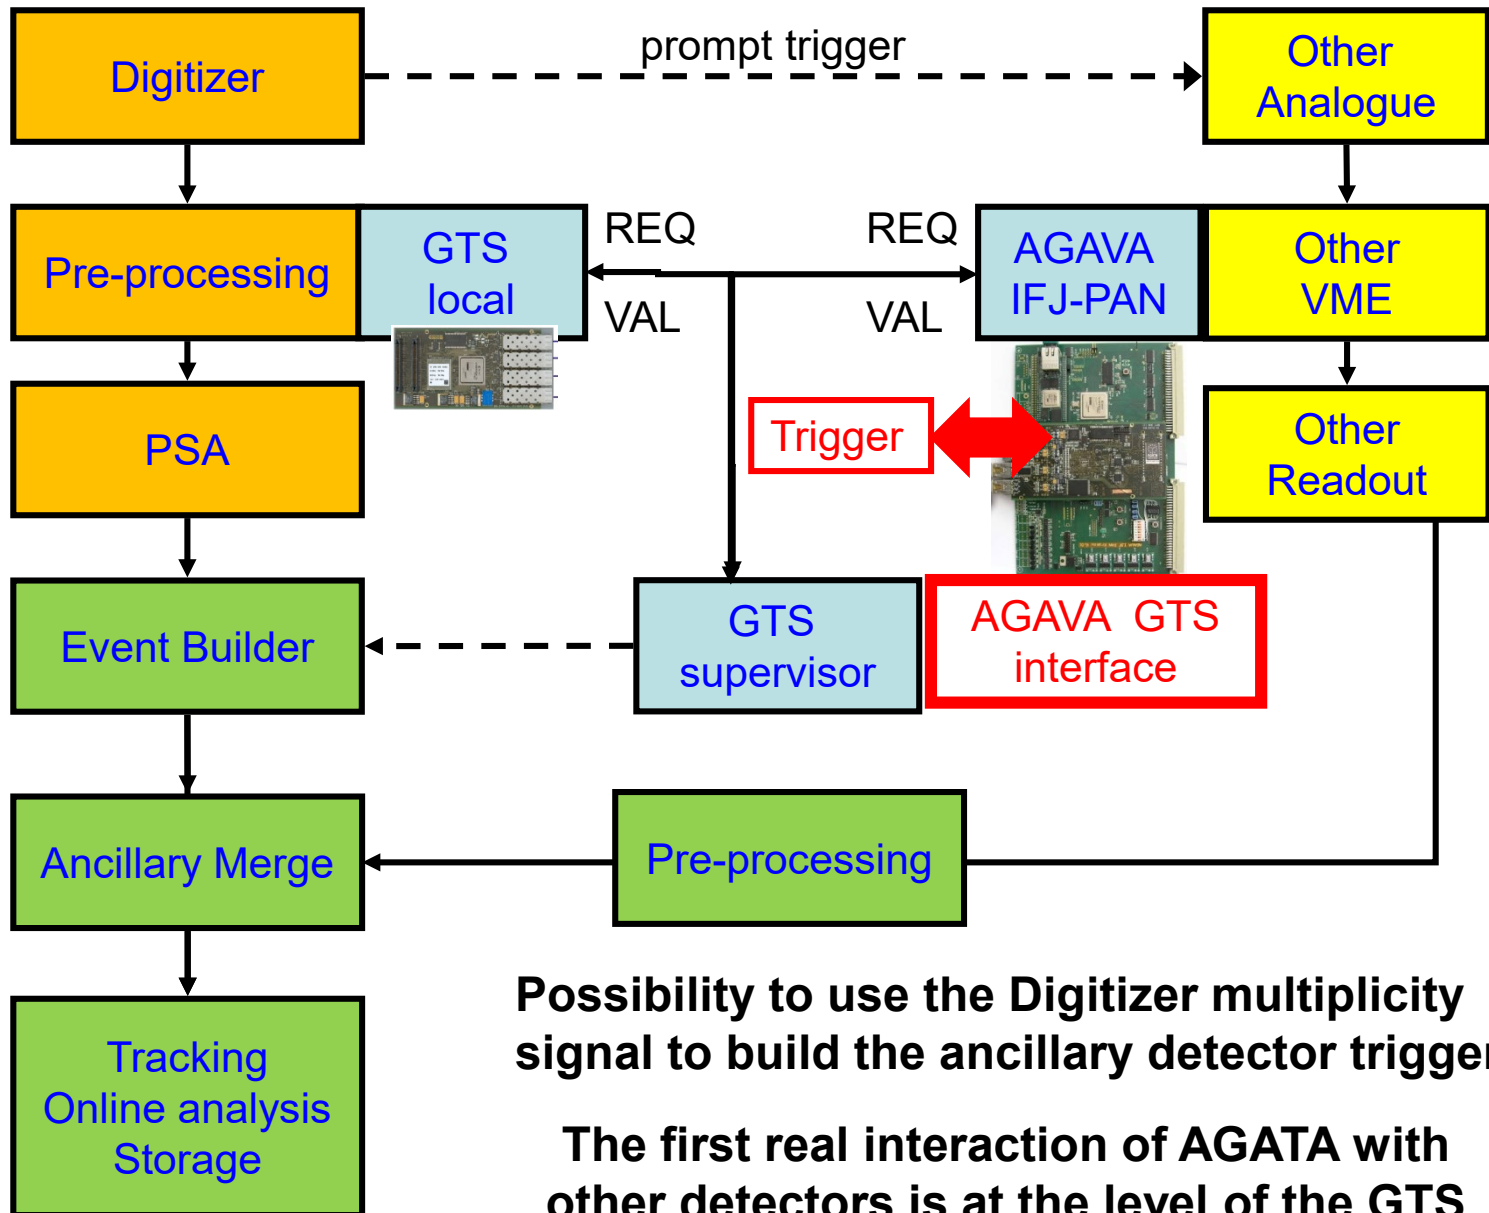 Digitizer
prompt trigger
Other
Analogue
Pre-processing
GTS
local
REQ
VAL
REQ
VAL
AGAVA
IFJ-PAN
Other
VME
PSA
Trigger
Other
Readout
Event Builder
GTS
supervisor
AGAVA GTS
interface
Ancillary Merge
Pre-processing
Tracking
Online analysis
Storage
Possibility to use the Digitizer multiplicity
signal to build the ancillary detector trigger
The first real interaction of AGATA with
other detectors is at the level of the GTS